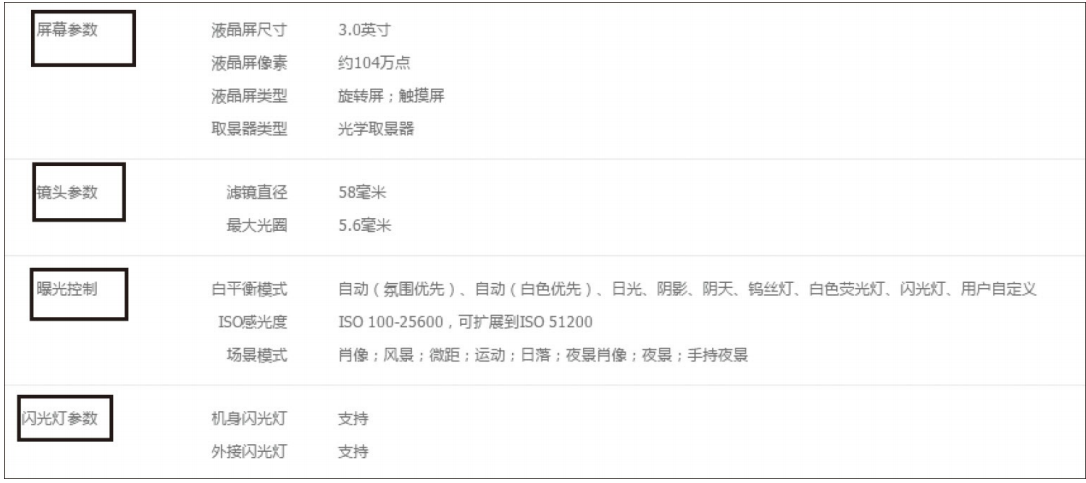 屏幕参数 液晶屏尺寸 3.0英寸
液晶屏像素 约104万点
液晶屏类型 旋转屏；触摸屏
取景器类型 光学取景器
镜头参数 滤镜直径 58毫米
最大光圈 5.6毫米
曝光控制 白平衡模式 自动（氛围优先）、自动（白色优先）、日光、阴影、阴天、钨丝灯、白色荧光灯、闪光灯、用户自定义
ISO感光度 ISO 100-25600，可扩展到ISO 51200
场景模式 肖像；风景；微距；运动；日落；夜景肖像；夜景；手持夜景
闪光灯参数 机身闪光灯 支持
外接闪光灯 支持